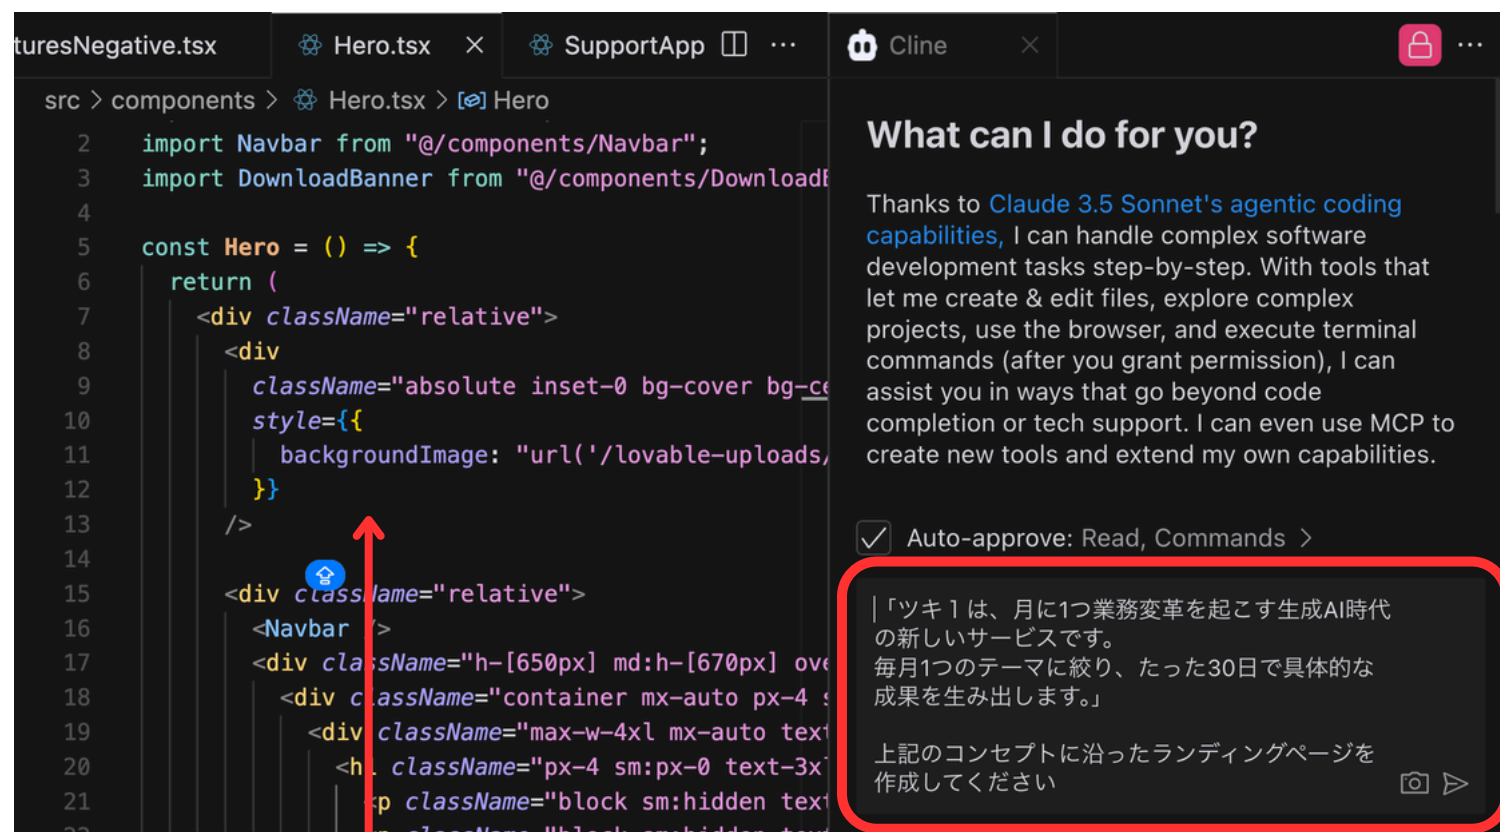 turesNegative.tsx
Hero.tsx
SupportApp
src > components > Hero.tsx > Hero
2 import Navbar from "@/components/Navbar";
3 import DownloadBanner from "@/components/Download
4
5 const Hero = () => {
6 return (
7 <div className="relative">
8 <div
9 className="absolute inset-0 bg-cover bg-ce
10 style={{
11 backgroundImage: "url('/lovable-uploads/
12 }}
13 />
14
15 <div className="relative">
16 <Navbar />
17 <div className="h-[650px] md:h-[670px] ove
18 <div className="container mx-auto px-4 s
19 <div className="max-w-4xl mx-auto text
20 <h1 className="px-4 sm:px-0 text-3xl
21 <p className="block sm:hidden text
Cline
What can I do for you?
Thanks to Claude 3.5 Sonnet's agentic coding
capabilities, I can handle complex software
development tasks step-by-step. With tools that
let me create & edit files, explore complex
projects, use the browser, and execute terminal
commands (after you grant permission), I can
assist you in ways that go beyond code
completion or tech support. I can even use MCP to
create new tools and extend my own capabilities.
Auto-approve: Read, Commands >
「ツキ１は、月に1つ業務変革を起こす生成AI時代
の新しいサービスです。
毎月1つのテーマに絞り、たった30日で具体的な
成果を生み出します。」
上記のコンセプトに沿ったランディングページを
作成してください